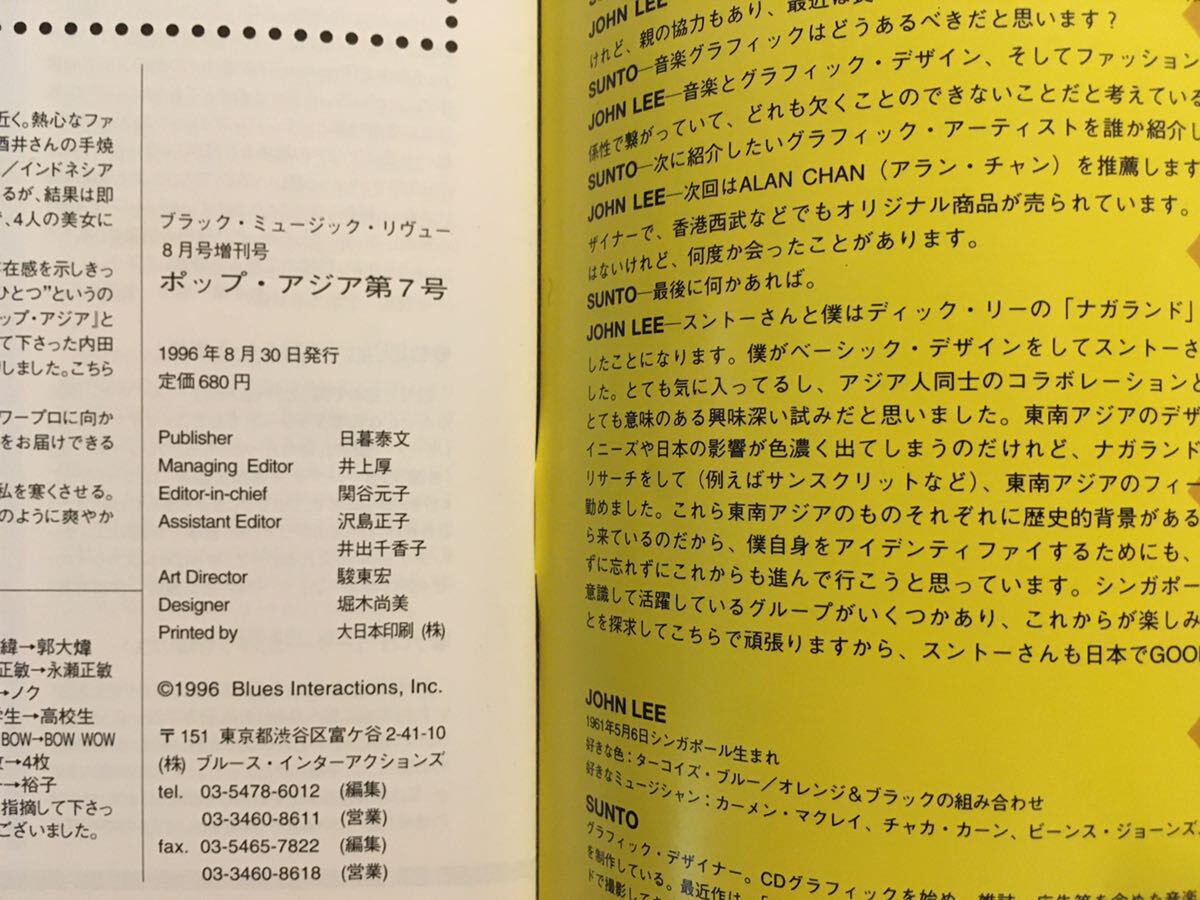 近く。熱心なファ
酒井さんの手焼
／インドネシア
るが、結果は即
、4人の美女に
在感を示しきっ
ひとつ”というの
ップ・アジア』と
て下さった内田
しました。こちら
ワープロに向か
をお届けできる
私を寒くさせる。
のように爽やか
緯→郭大煒
正敏→永瀬正敏
→ノク
学生→高校生
BOW→BOW WOW
→4枚
→裕子
指摘して下さっ
ございました。
ブラック・ミュージック・リヴュー
8月号増刊号
ポップ・アジア第7号
1996年8月30日発行
定価680円
Publisher 日暮泰文
Managing Editor 井上厚
Editor-in-chief 関谷元子
Assistant Editor 沢島正子
井出千香子
Art Director 駿東宏
Designer 堀木尚美
Printed by 大日本印刷(株)
©1996 Blues Interactions, Inc.
〒151 東京都渋谷区富ケ谷2-41-10
(株) ブルース・インターアクションズ
tel. 03-5478-6012 (編集)
03-3460-8611 (営業)
fax. 03-5465-7822 (編集)
03-3460-8618 (営業)
JOHN LEE
けれど、親の協力もあり、最近は
SUNTO—音楽グラフィックはどうあるべきだと思います？
JOHN LEE—音楽とグラフィック・デザイン、そしてファッション
係性で繋がっていて、どれも欠くことのできないことだと考えている
SUNTO—次に紹介したいグラフィック・アーティストを誰か紹介し
JOHN LEE—次回はALAN CHAN（アラン・チャン）を推薦します
ザイナーで、香港西武などでもオリジナル商品が売られています。
はないけれど、何度か会ったことがあります。
SUNTO—最後に何かあれば。
JOHN LEE—スントーさんと僕はディック・リーの「ナガランド」
したことになります。僕がベーシック・デザインをしてスントーさ
した。とても気に入ってるし、アジア人同士のコラボレーションと
とても意味のある興味深い試みだと思いました。東南アジアのデザ
イニーズや日本の影響が色濃く出てしまうのだけれど、ナガランド
リサーチをして（例えばサンスクリットなど）、東南アジアのフィー
勤めました。これら東南アジアのものそれぞれに歴史的背景がある
ら来ているのだから、僕自身をアイデンティファイするためにも、
ずに忘れずにこれからも進んで行こうと思っています。シンガポー
意識して活躍しているグループがいくつかあり、これからが楽しみ
とを探求してこちらで頑張りますから、スントーさんも日本でGOO
JOHN LEE
1961年5月6日シンガポール生まれ
好きな色：ターコイズ・ブルー／オレンジ＆ブラックの組み合わせ
好きなミュージシャン：カーメン・マクレイ、チャカ・カーン、ビーンス・ジョーンズ
SUNTO
グラフィック・デザイナー。CDグラフィックを始め、雑誌、広告等を含めた音楽
を制作している。最近作は、
ドで撮影して